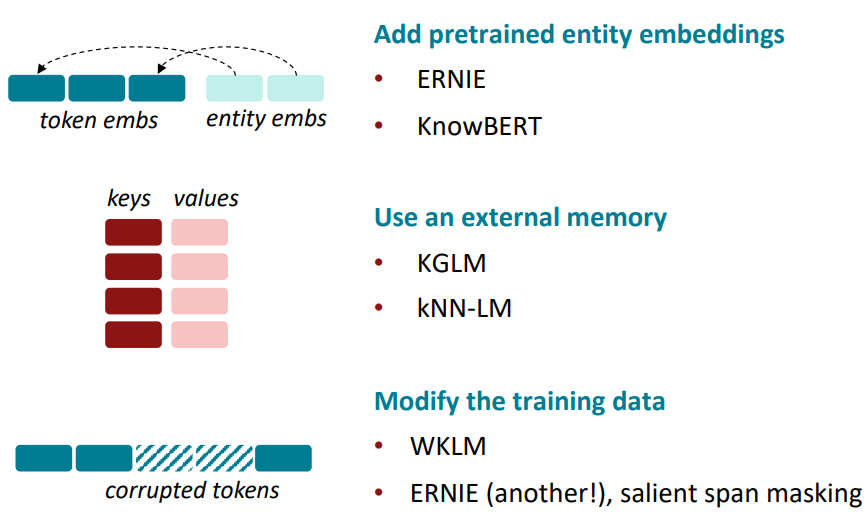 Add pretrained entity embeddings
• ERNIE
• KnowBERT
token embs entity embs
Use an external memory
• KGLM
• kNN-LM
keys values
Modify the training data
• WKLM
• ERNIE (another!), salient span masking
corrupted tokens